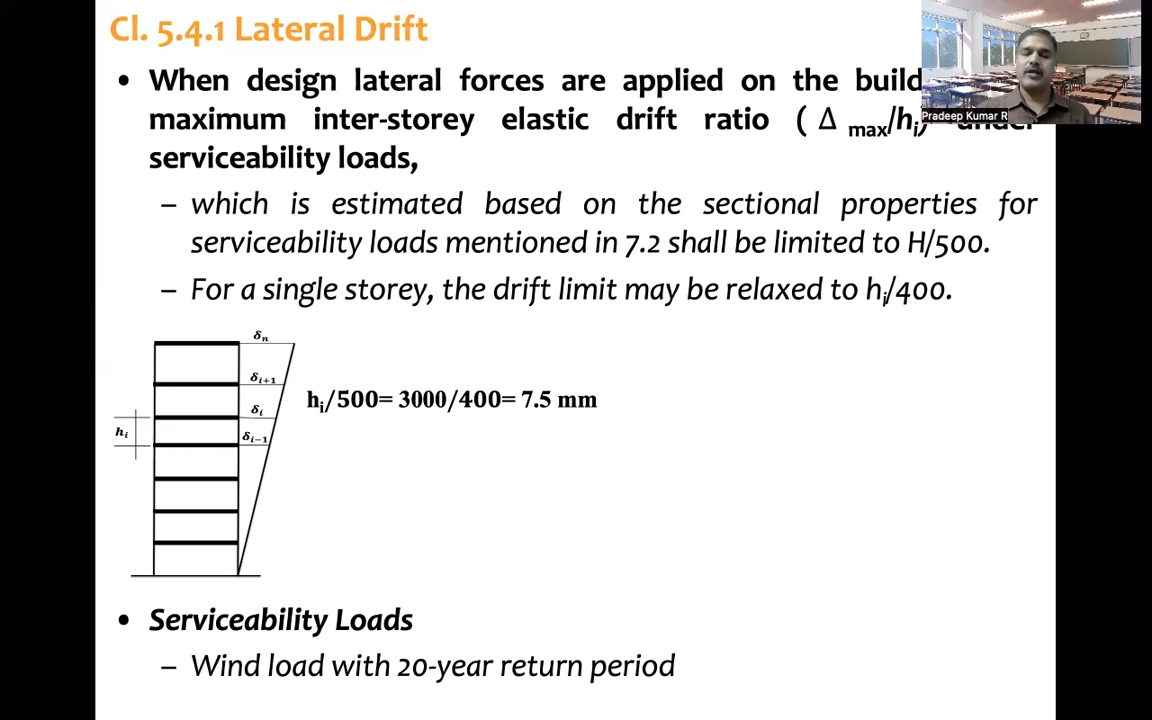 Cl. 5.4.1 Lateral Drift
• When design lateral forces are applied on the build
maximum inter-storey elastic drift ratio ( Δ max/hi) under
serviceability loads,
– which is estimated based on the sectional properties for
serviceability loads mentioned in 7.2 shall be limited to H/500.
– For a single storey, the drift limit may be relaxed to hi/400.
δn
δi+1
δi
δi−1
hi
hi/500= 3000/400= 7.5 mm
• Serviceability Loads
– Wind load with 20-year return period
Pradeep Kumar R